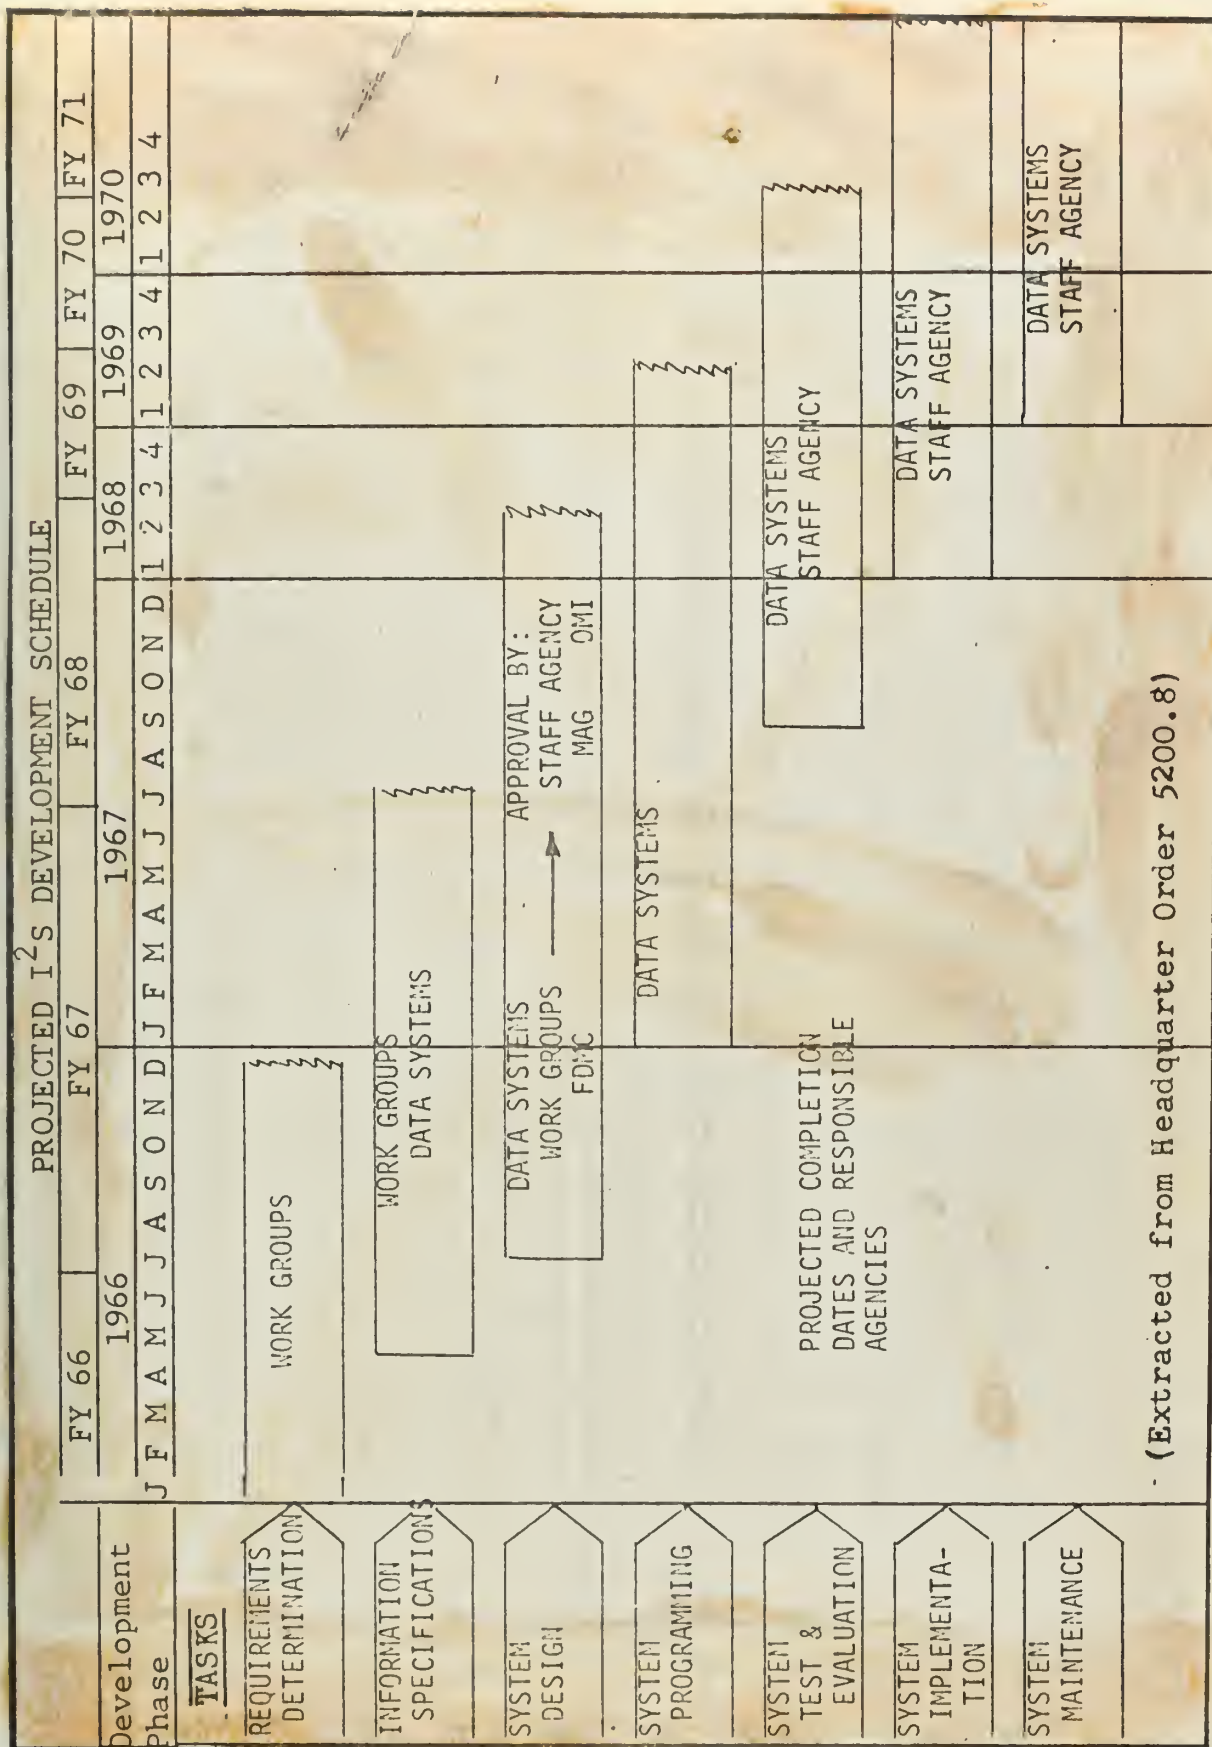 PROJECTED I²S DEVELOPMENT SCHEDULE
FY 66 FY 67 FY 68 FY 69 FY 70 FY 71
Development
Phase
1966 1967 1968 1969 1970
J F M A M J J A S O N D J F M A M J J A S O N D 1 2 3 4 1 2 3 4 1 2 3 4
TASKS
REQUIREMENTS
DETERMINATION
WORK GROUPS
INFORMATION
SPECIFICATIONS
WORK GROUPS
DATA SYSTEMS
SYSTEM
DESIGN
DATA SYSTEMS
WORK GROUPS
FDMC
APPROVAL BY:
STAFF AGENCY
MAG OMI
SYSTEM
PROGRAMMING
DATA SYSTEMS
SYSTEM
TEST &
EVALUATION
DATA SYSTEMS
STAFF AGENCY
PROJECTED COMPLETION
DATES AND RESPONSIBLE
AGENCIES
SYSTEM
IMPLEMENTA-
TION
DATA SYSTEMS
STAFF AGENCY
SYSTEM
MAINTENANCE
DATA SYSTEMS
STAFF AGENCY
(Extracted from Headquarter Order 5200.8)